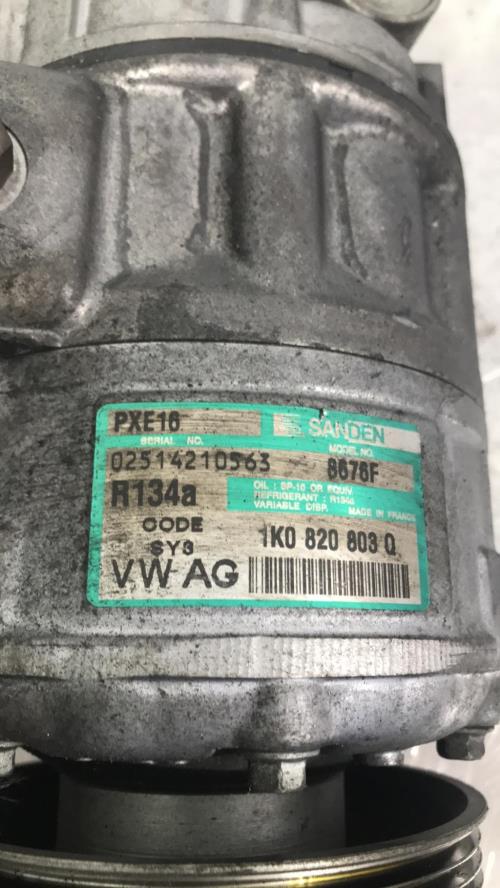 PXE16
SANDEN
SERIAL NO.
MODEL NO.
02514210563
8676F
R134a
OIL : SP-10 OR EQUIV.
REFRIGERANT : R134a
VARIABLE DISP.
MADE IN FRANCE
CODE
SY3
1K0 820 803 Q
VW AG